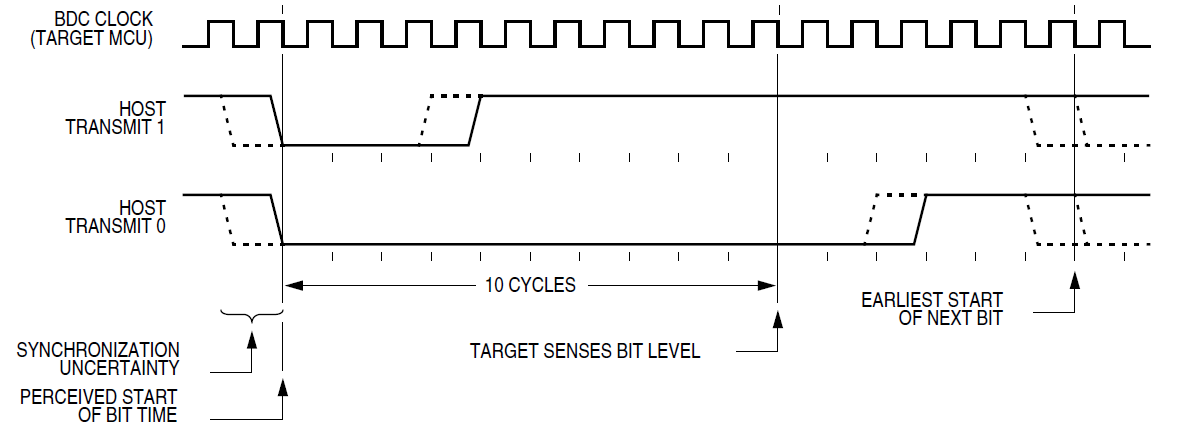 BDC CLOCK
(TARGET MCU)
HOST
TRANSMIT 1
HOST
TRANSMIT 0
10 CYCLES
EARLIEST START
OF NEXT BIT
SYNCHRONIZATION
UNCERTAINTY
TARGET SENSES BIT LEVEL
PERCEIVED START
OF BIT TIME